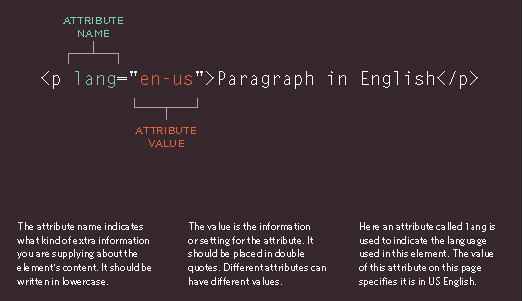 ATTRIBUTE
NAME
<p lang="en-us">Paragraph in English</p>
ATTRIBUTE
VALUE
The attribute name indicates
what kind of extra information
you are supplying about the
element's content. It should be
written in lowercase.
The value is the information
or setting for the attribute. It
should be placed in double
quotes. Different attributes can
have different values.
Here an attribute called lang is
used to indicate the language
used in this element. The value
of this attribute on this page
specifies it is in US English.